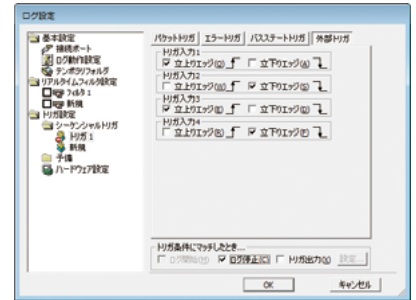 ログ設定
基本設定
接続ポート
ログ動作設定
テンポラリフォルダ
リアルタイムフィルタ設定
フィルタ1
新規
トリガ設定
シーケンシャルトリガ
トリガ 1
新規
予備
ハードウェア設定
パケットトリガ エラートリガ バスステートトリガ 外部トリガ
トリガ入力1
立上りエッジ(Q) 立下りエッジ(A)
トリガ入力2
立上りエッジ(W) 立下りエッジ(S)
トリガ入力3
立上りエッジ(E) 立下りエッジ(D)
トリガ入力4
立上りエッジ(R) 立下りエッジ(F)
トリガ条件にマッチしたとき...
ログ開始(H) ログ停止(C) トリガ出力(X) 設定...
OK キャンセル